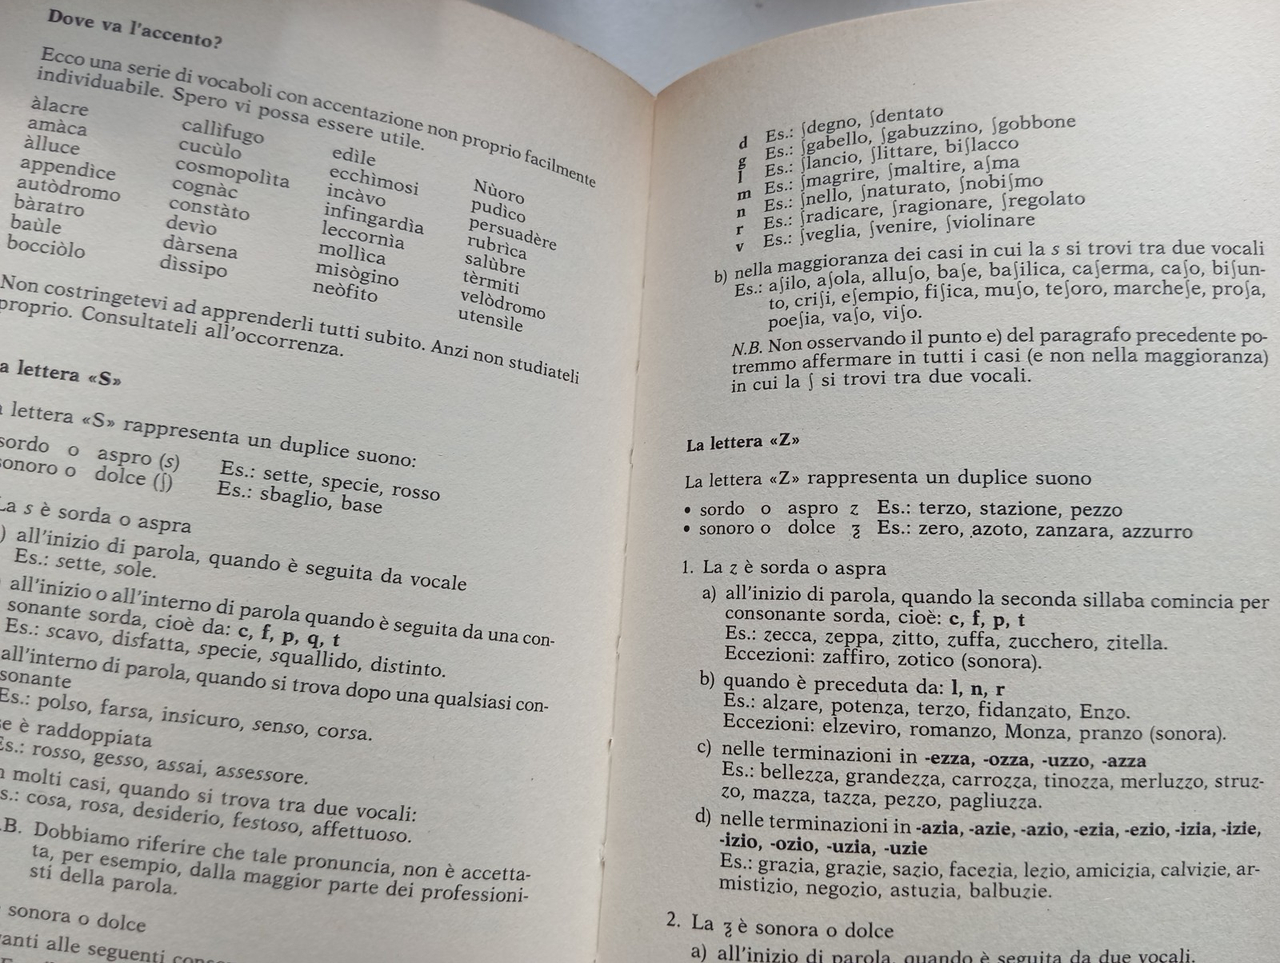 Dove va l'accento?
Ecco una serie di vocaboli con accentazione non proprio facilmente
individuabile. Spero vi possa essere utile.
àlacre
amàca
àlluce
appendìce
autòdromo
bàratro
baùle
bocciòlo
callìfugo
cucùlo
cosmopolìta
cognàc
constàto
devìo
dàrsena
dìssipo
edìle
ecchìmosi
incàvo
infingardìa
leccornìa
mollìca
misògino
neòfito
Nùoro
pudìco
persuadère
rubrìca
salùbre
tèrmiti
velòdromo
utensìle
Non costringetevi ad apprenderli tutti subito. Anzi non studiateli
proprio. Consultateli all'occorrenza.
a lettera «S»
lettera «S» rappresenta un duplice suono:
sordo o aspro (s) Es.: sette, specie, rosso
sonoro o dolce (ʃ) Es.: sbaglio, base
La s è sorda o aspra
) all'inizio di parola, quando è seguita da vocale
Es.: sette, sole.
all'inizio o all'interno di parola quando è seguita da una con-
sonante sorda, cioè da: c, f, p, q, t
Es.: scavo, disfatta, specie, squallido, distinto.
all'interno di parola, quando si trova dopo una qualsiasi con-
sonante
Es.: polso, farsa, insicuro, senso, corsa.
se è raddoppiata
Es.: rosso, gesso, assai, assessore.
n molti casi, quando si trova tra due vocali:
s.: cosa, rosa, desiderio, festoso, affettuoso.
.B. Dobbiamo riferire che tale pronuncia, non è accetta-
ta, per esempio, dalla maggior parte dei professioni-
sti della parola.
sonora o dolce
anti alle seguenti
d Es.: ʃdegno, ʃdentato
g Es.: ʃgabello, ʃgabuzzino, ʃgobbone
l Es.: ʃlancio, ʃlittare, biʃlacco
m Es.: ʃmagrire, ʃmaltire, aʃma
n Es.: ʃnello, ʃnaturato, ʃnobiʃmo
r Es.: ʃradicare, ʃragionare, ʃregolato
v Es.: ʃveglia, ʃvenire, ʃviolinare
b) nella maggioranza dei casi in cui la s si trovi tra due vocali
Es.: aʃilo, aʃola, alluʃo, baʃe, baʃilica, caʃerma, caʃo, biʃun-
to, criʃi, eʃempio, fiʃica, muʃo, teʃoro, marcheʃe, proʃa,
poeʃia, vaʃo, viʃo.
N.B. Non osservando il punto e) del paragrafo precedente po-
tremmo affermare in tutti i casi (e non nella maggioranza)
in cui la ʃ si trovi tra due vocali.
La lettera «Z»
La lettera «Z» rappresenta un duplice suono
• sordo o aspro z Es.: terzo, stazione, pezzo
• sonoro o dolce ʒ Es.: zero, azoto, zanzara, azzurro
1. La z è sorda o aspra
a) all'inizio di parola, quando la seconda sillaba comincia per
consonante sorda, cioè: c, f, p, t
Es.: zecca, zeppa, zitto, zuffa, zucchero, zitella.
Eccezioni: zaffiro, zotico (sonora).
b) quando è preceduta da: l, n, r
Es.: alzare, potenza, terzo, fidanzato, Enzo.
Eccezioni: elzeviro, romanzo, Monza, pranzo (sonora).
c) nelle terminazioni in -ezza, -ozza, -uzzo, -azza
Es.: bellezza, grandezza, carrozza, tinozza, merluzzo, struz-
zo, mazza, tazza, pezzo, pagliuzza.
d) nelle terminazioni in -azia, -azie, -azio, -ezia, -ezio, -izia, -izie,
-izio, -ozio, -uzia, -uzie
Es.: grazia, grazie, sazio, facezia, lezio, amicizia, calvizie, ar-
mistizio, negozio, astuzia, balbuzie.
2. La ʒ è sonora o dolce
a) all'inizio di parola, quando è seguita da due vocali.